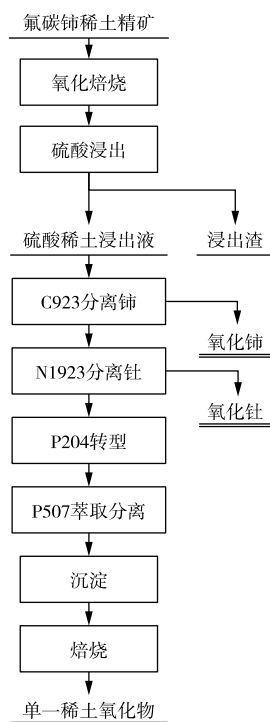 氟碳铈稀土精矿
氧化焙烧
硫酸浸出
硫酸稀土浸出液
浸出渣
C923分离铈
氧化铈
N1923分离钍
氧化钍
P204转型
P507萃取分离
沉淀
焙烧
单一稀土氧化物